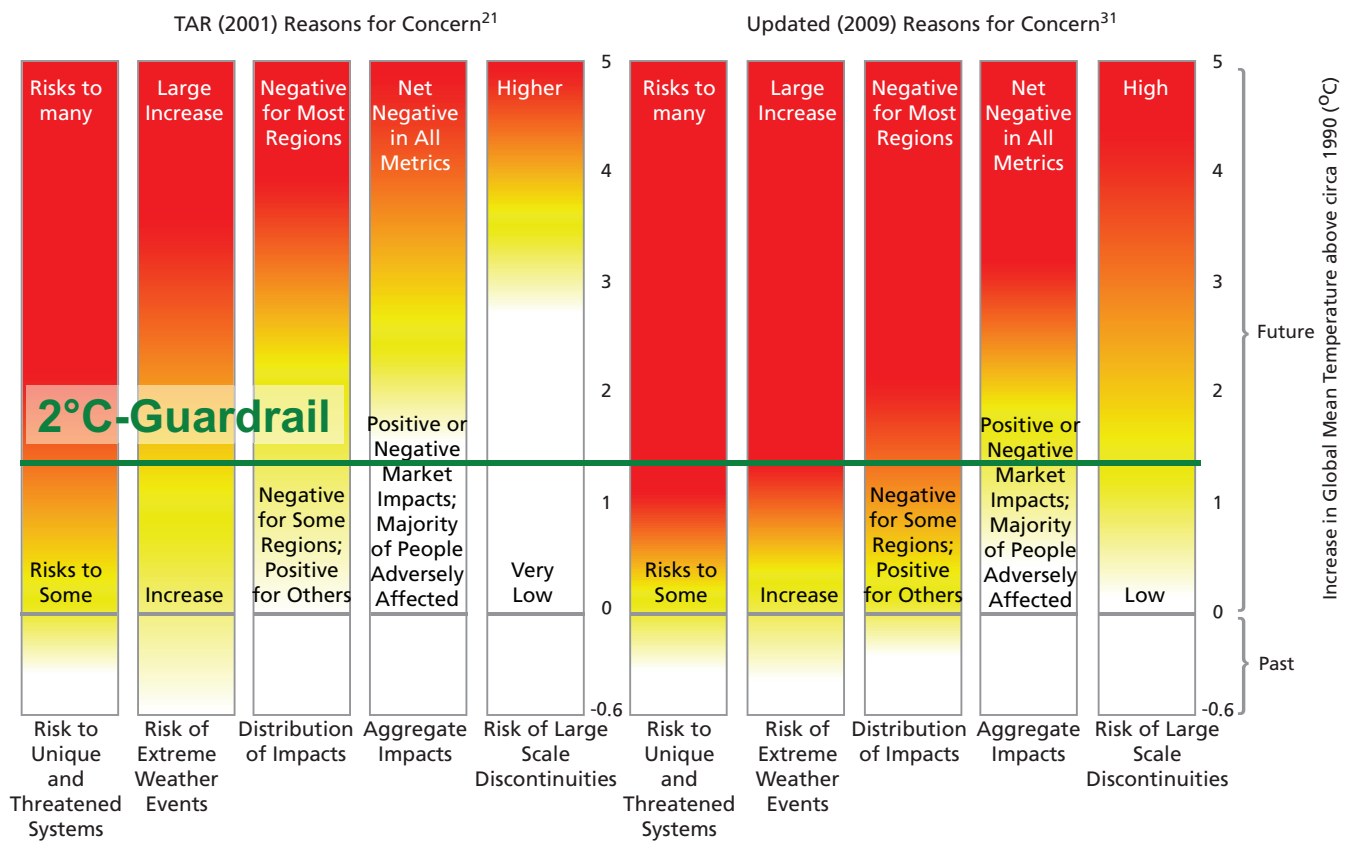 TAR (2001) Reasons for Concern21
Updated (2009) Reasons for Concern31
Risks to
many
Large
Increase
Negative
for Most
Regions
Net
Negative
in All
Metrics
Higher
Risks to
many
Large
Increase
Negative
for Most
Regions
Net
Negative
in All
Metrics
High
5
4
3
2
1
0
-0.6
5
4
3
2
1
0
-0.6
2°C-Guardrail
Risks to
Some
Increase
Negative
for Some
Regions;
Positive
for Others
Positive or
Negative
Market
Impacts;
Majority
of People
Adversely
Affected
Very
Low
Risks to
Some
Increase
Negative
for Some
Regions;
Positive
for Others
Positive or
Negative
Market
Impacts;
Majority
of People
Adversely
Affected
Low
Future
Past
Increase in Global Mean Temperature above circa 1990 (°C)
Risk to
Unique
and
Threatened
Systems
Risk of
Extreme
Weather
Events
Distribution
of Impacts
Aggregate
Impacts
Risk of Large
Scale
Discontinuities
Risk to
Unique
and
Threatened
Systems
Risk of
Extreme
Weather
Events
Distribution
of Impacts
Aggregate
Impacts
Risk of Large
Scale
Discontinuities